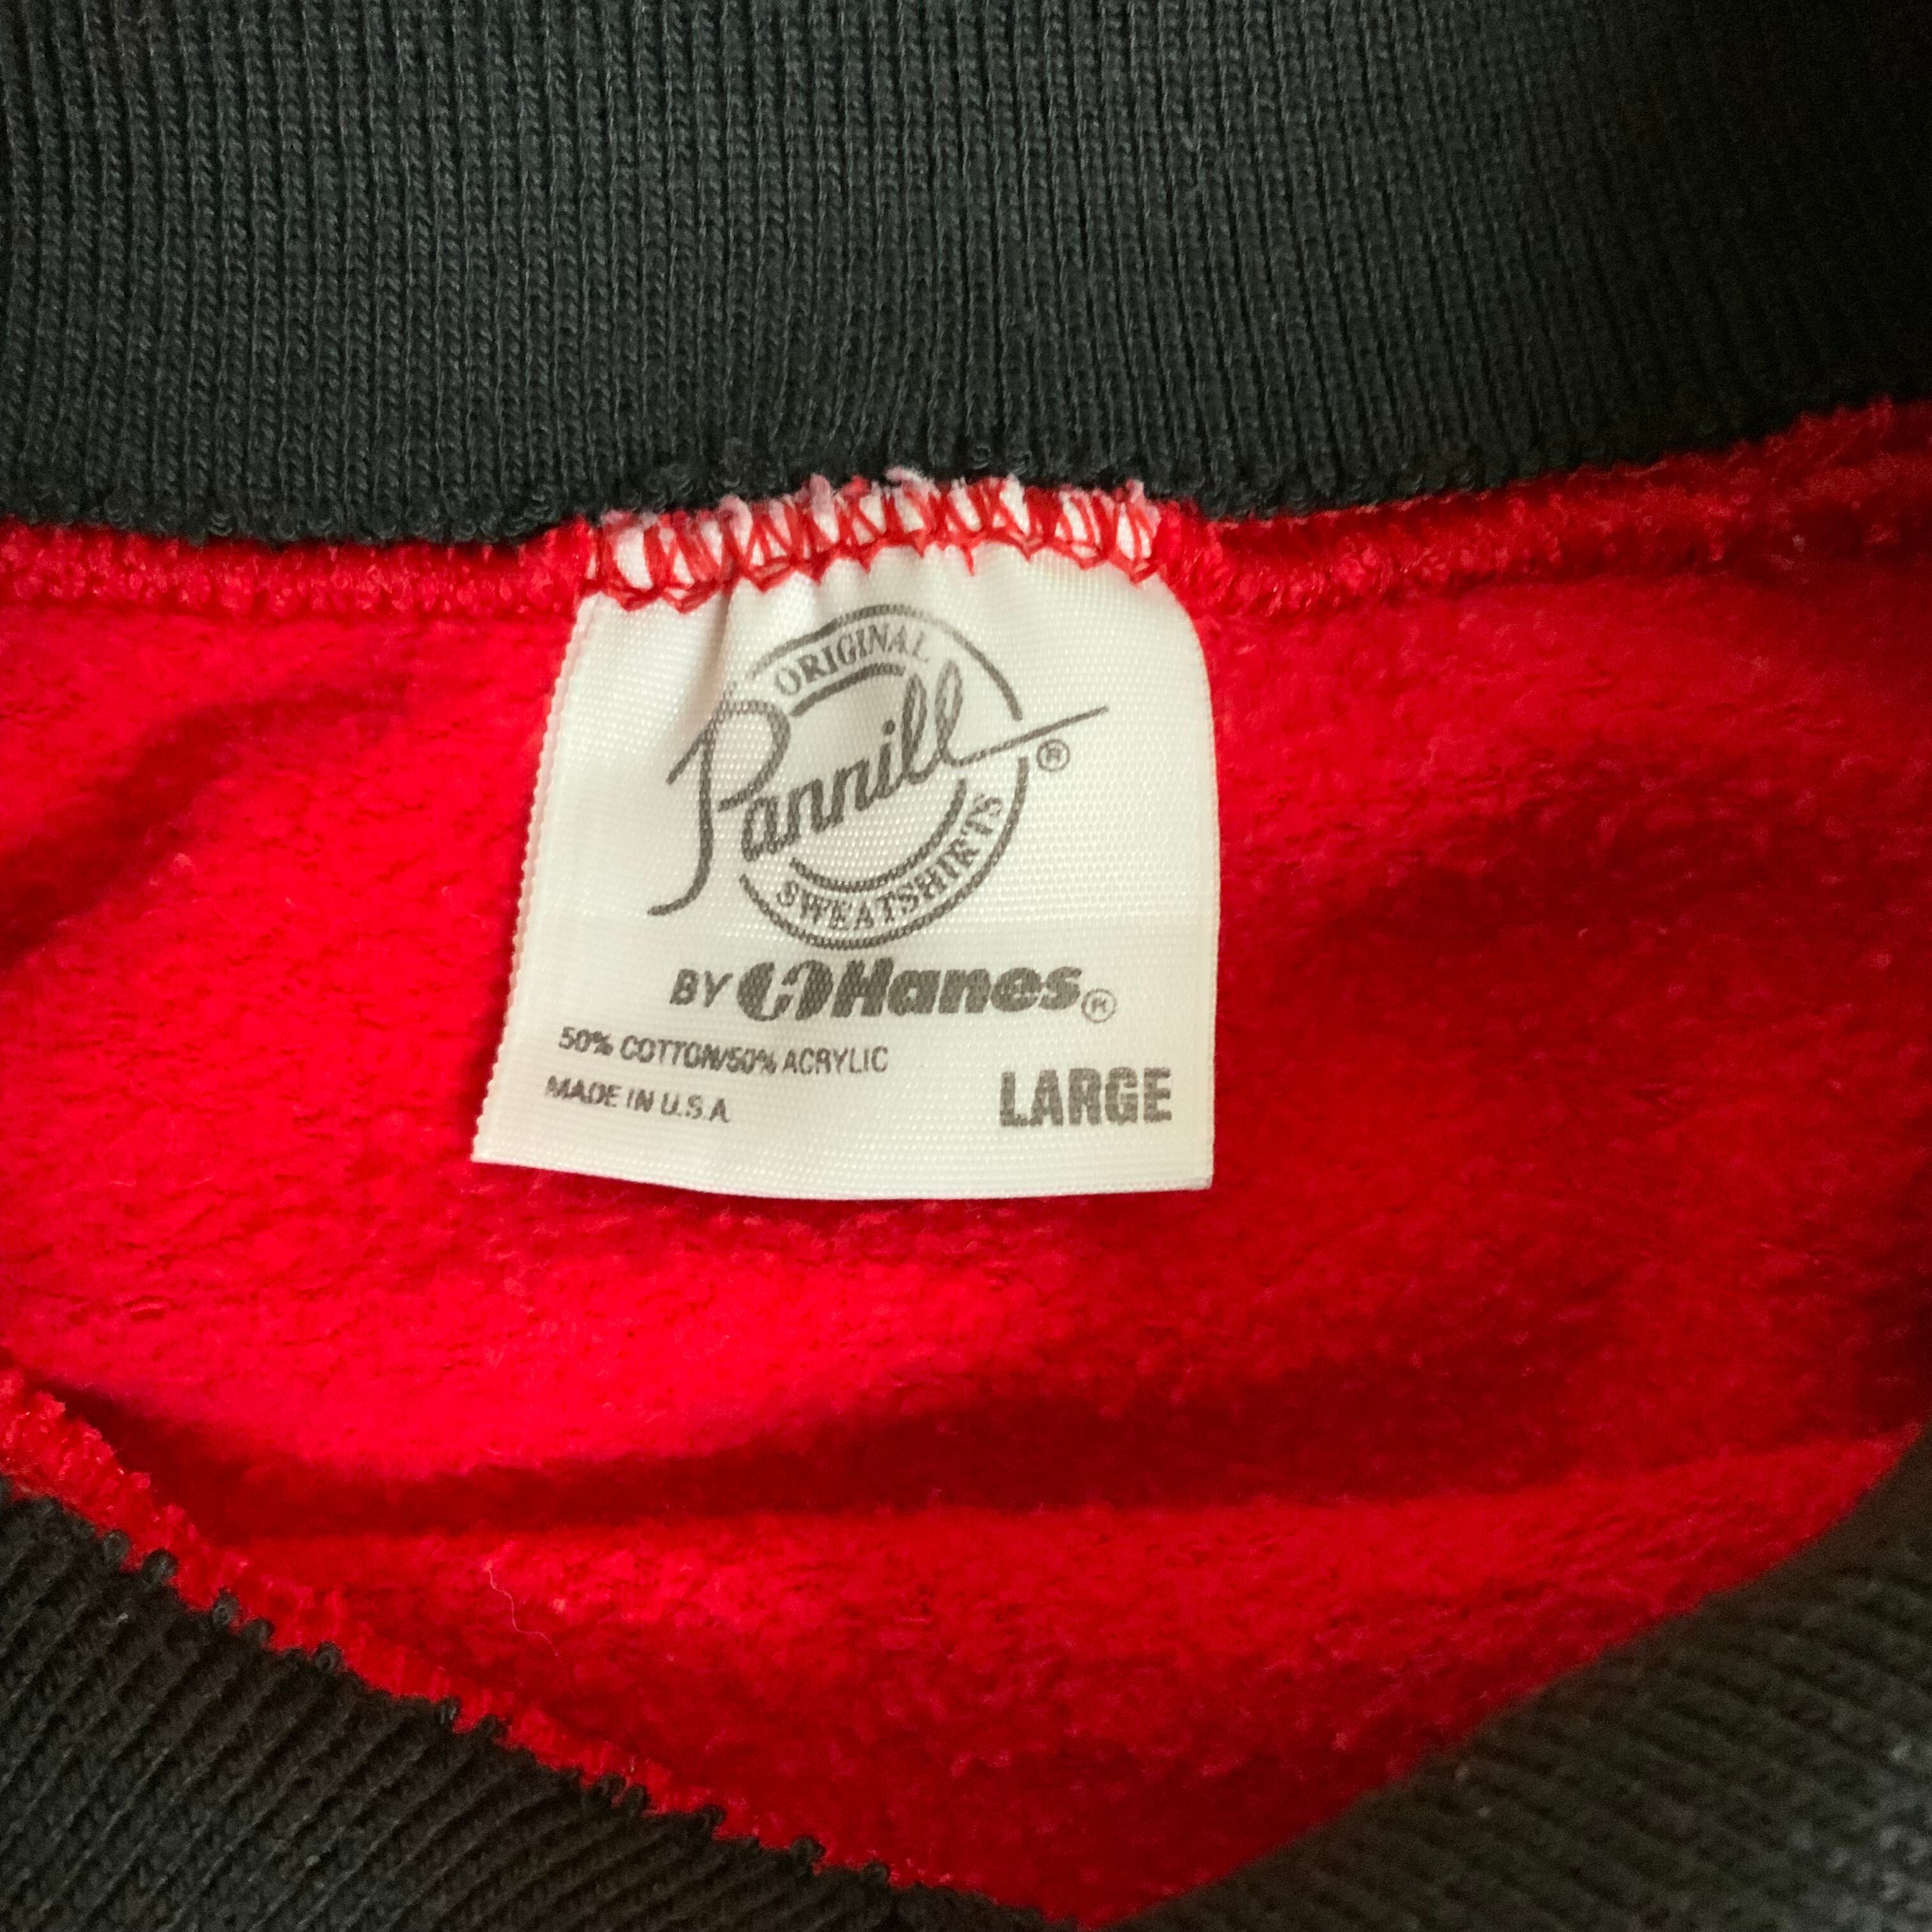 ORIGINAL
Pannill®
SWEATSHIRTS
BY Hanes®
50% COTTON/50% ACRYLIC
MADE IN U.S.A.
LARGE